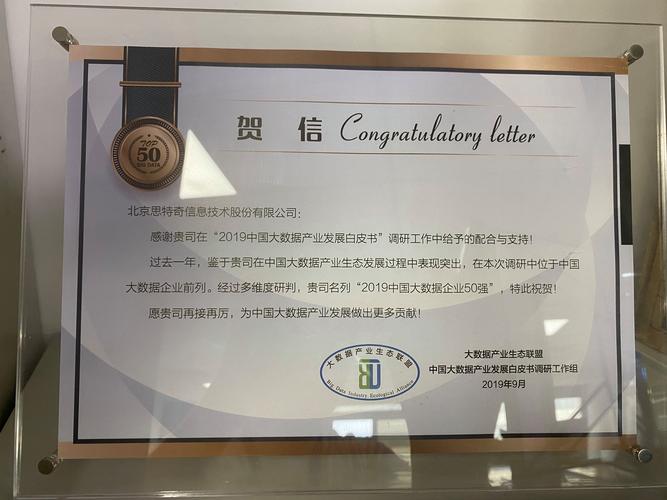 贺 信 Congratulatory letter
TOP
50
BIG DATA
北京思特奇信息技术股份有限公司：
感谢贵司在“2019中国大数据产业发展白皮书”调研工作中给予的配合与支持！
过去一年，鉴于贵司在中国大数据产业生态发展过程中表现突出，在本次调研中位于中国
大数据企业前列。经过多维度研判，贵司名列“2019中国大数据企业50强”，特此祝贺！
愿贵司再接再厉，为中国大数据产业发展做出更多贡献！
大数据产业生态联盟
Big Data Industry Ecological Alliance
大数据产业生态联盟
中国大数据产业发展白皮书调研工作组
2019年9月